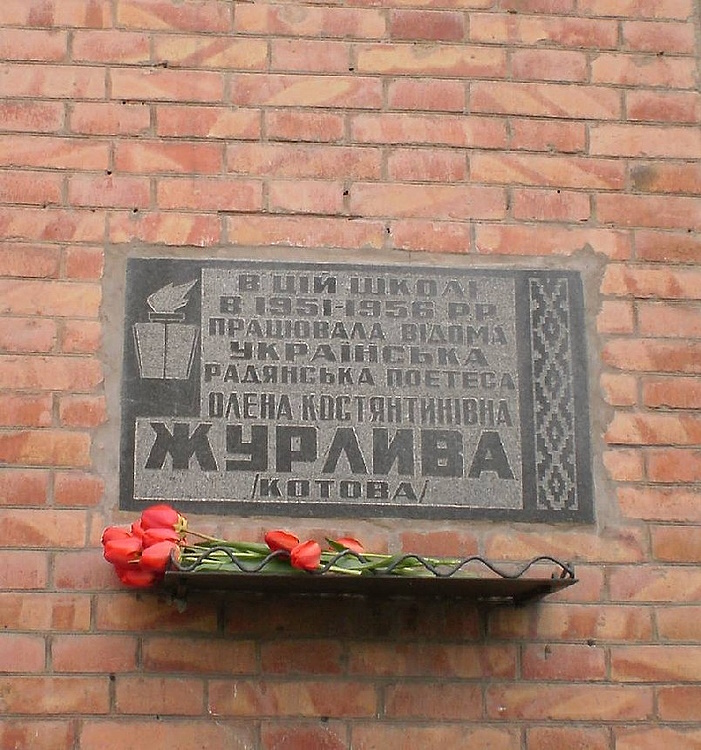 В ЦІЙ ШКОЛІ
В 1951-1956 РР.
ПРАЦЮВАЛА ВІДОМА
УКРАЇНСЬКА
РАДЯНСЬКА ПОЕТЕСА
ОЛЕНА КОСТЯНТИНІВНА
ЖУРЛИВА
/КОТОВА/